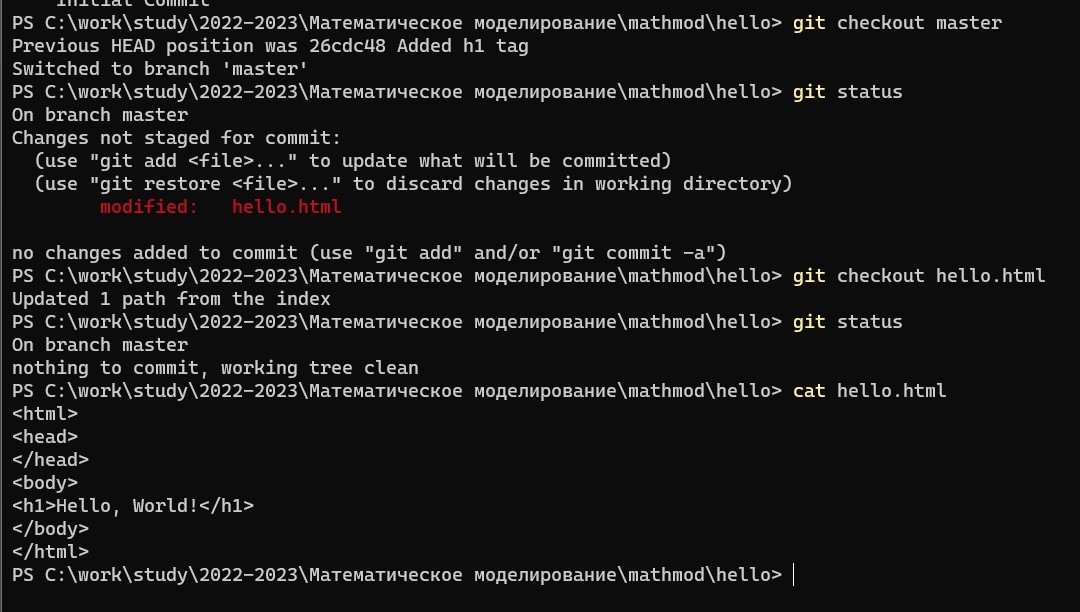 Initial Commit
PS C:\work\study\2022-2023\Математическое моделирование\mathmod\hello> git checkout master
Previous HEAD position was 26cdc48 Added h1 tag
Switched to branch 'master'
PS C:\work\study\2022-2023\Математическое моделирование\mathmod\hello> git status
On branch master
Changes not staged for commit:
  (use "git add <file>..." to update what will be committed)
  (use "git restore <file>..." to discard changes in working directory)
        modified:   hello.html

no changes added to commit (use "git add" and/or "git commit -a")
PS C:\work\study\2022-2023\Математическое моделирование\mathmod\hello> git checkout hello.html
Updated 1 path from the index
PS C:\work\study\2022-2023\Математическое моделирование\mathmod\hello> git status
On branch master
nothing to commit, working tree clean
PS C:\work\study\2022-2023\Математическое моделирование\mathmod\hello> cat hello.html
<html>
<head>
</head>
<body>
<h1>Hello, World!</h1>
</body>
</html>
PS C:\work\study\2022-2023\Математическое моделирование\mathmod\hello>